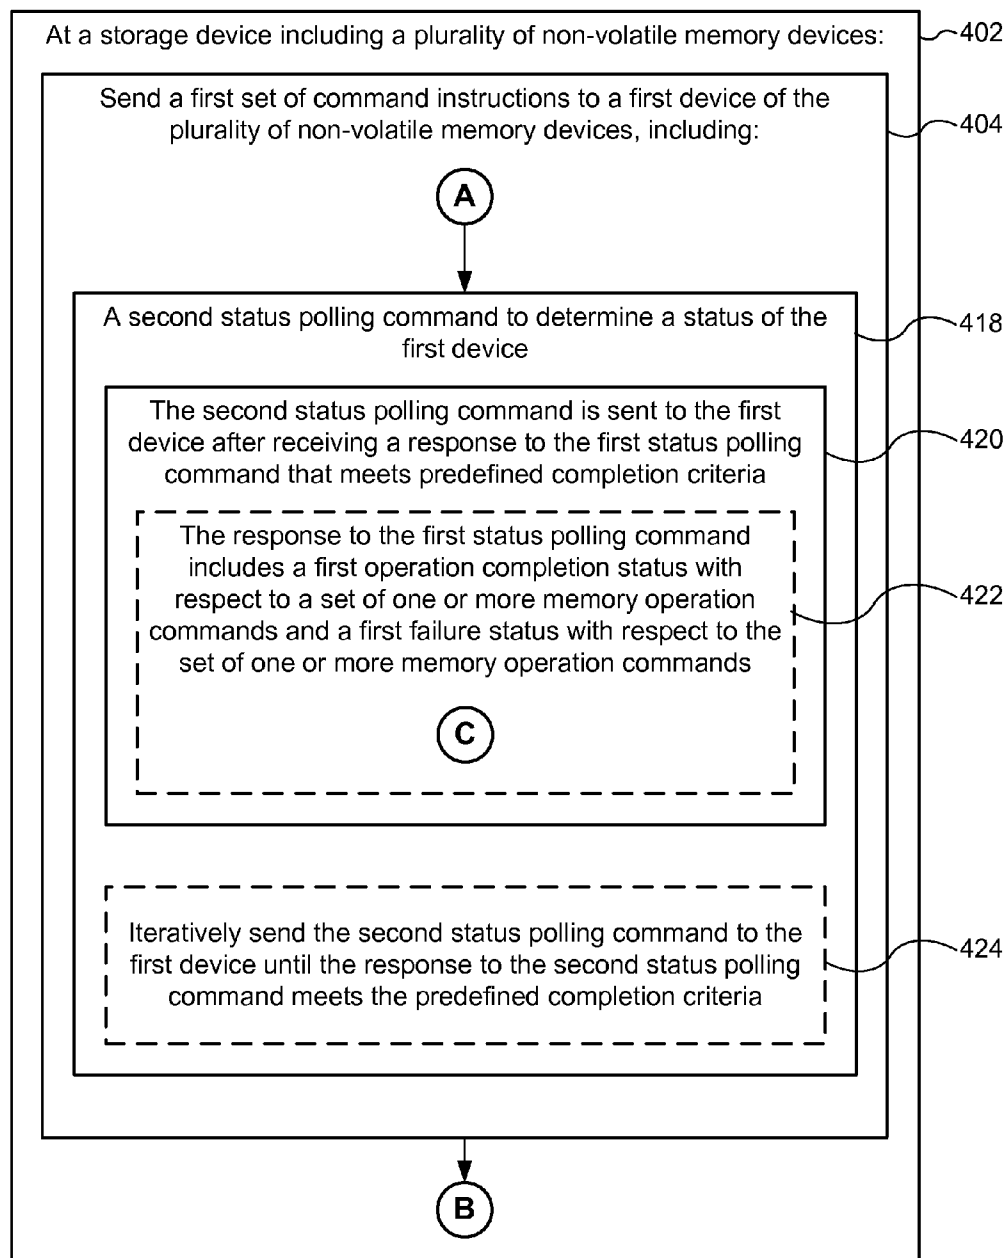 At a storage device including a plurality of non-volatile memory devices:
402
Send a first set of command instructions to a first device of the
plurality of non-volatile memory devices, including:
404
A
A second status polling command to determine a status of the
first device
418
The second status polling command is sent to the first
device after receiving a response to the first status polling
command that meets predefined completion criteria
420
The response to the first status polling command
includes a first operation completion status with
respect to a set of one or more memory operation
commands and a first failure status with respect to the
set of one or more memory operation commands
422
C
Iteratively send the second status polling command to the
first device until the response to the second status polling
command meets the predefined completion criteria
424
B